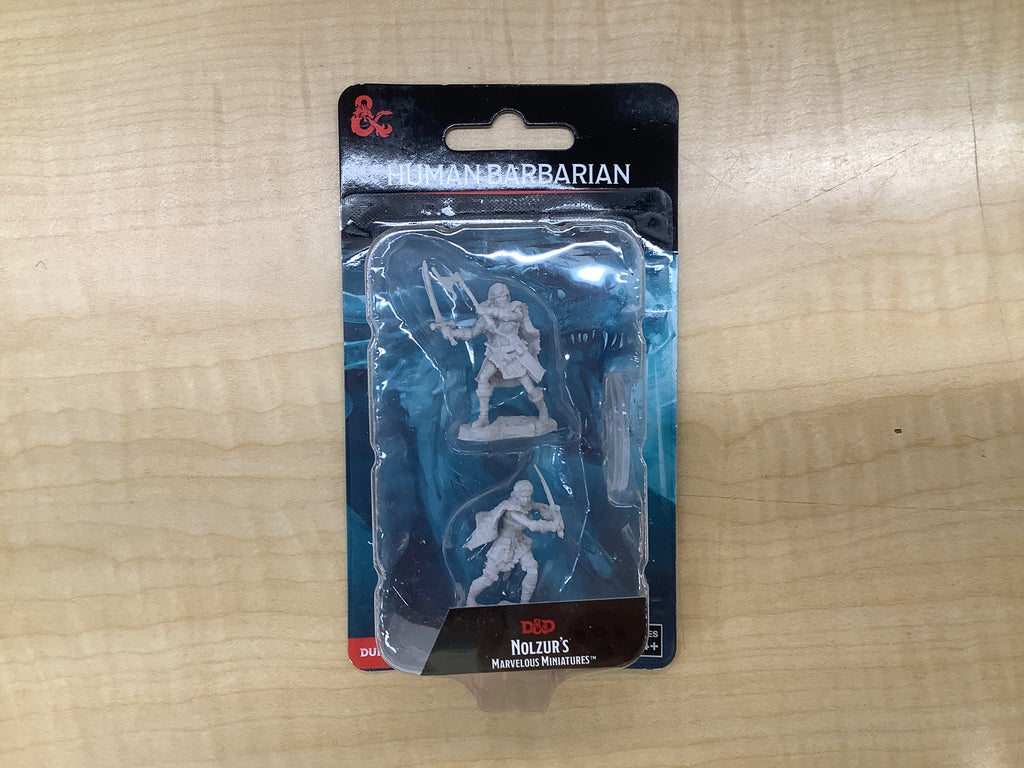 HUMAN BARBARIAN
D&D
NOLZUR'S
MARVELOUS MINIATURES™